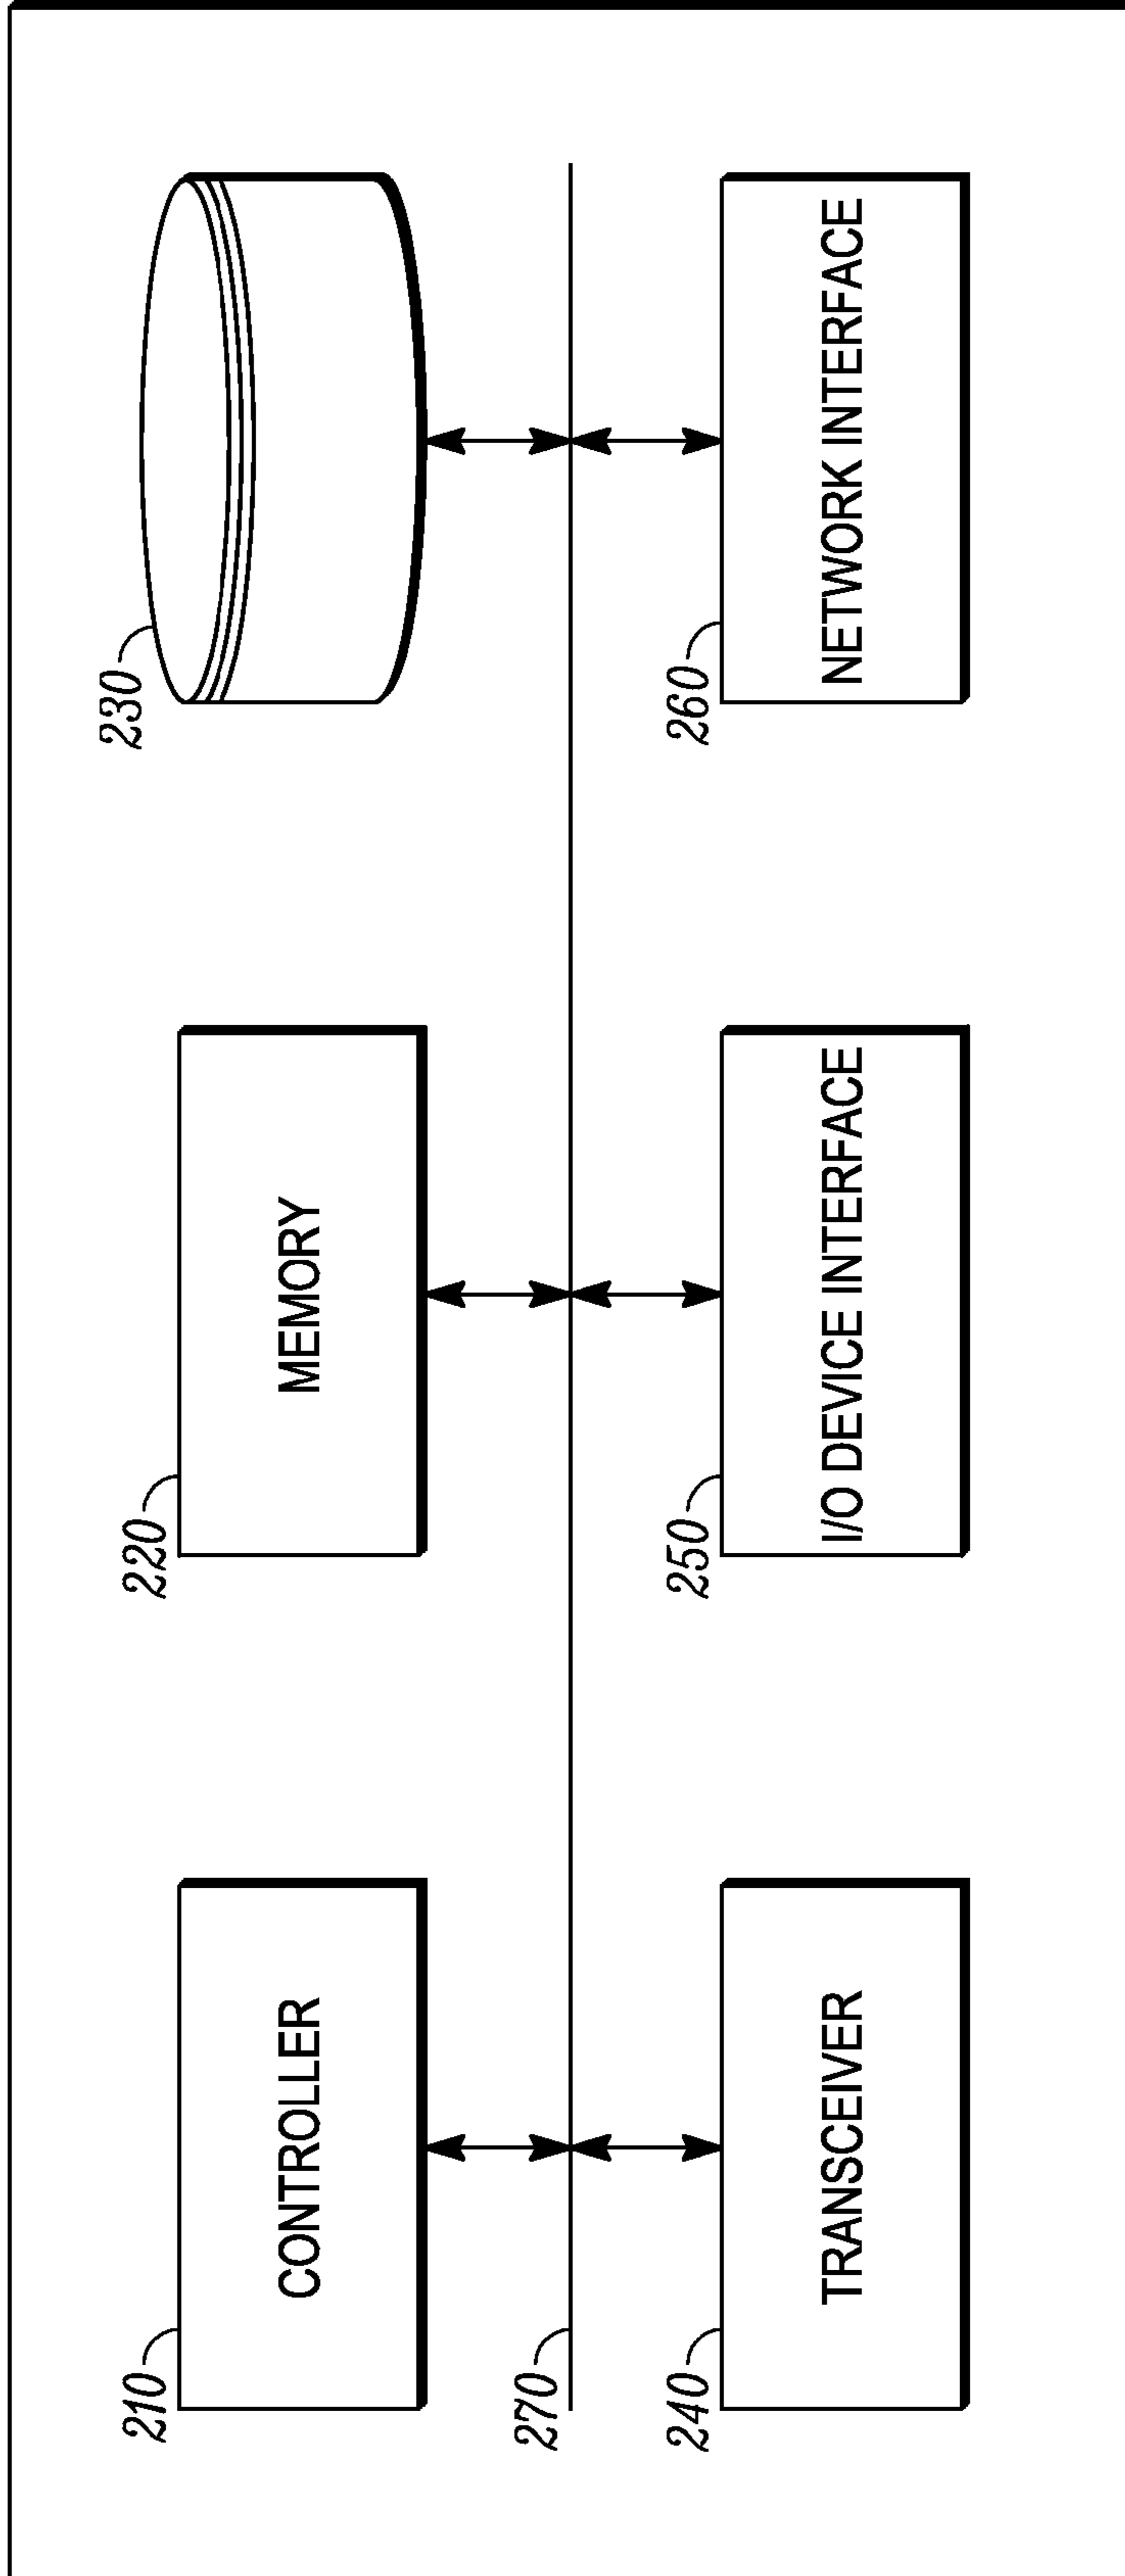 210
CONTROLLER
220
MEMORY
230
270
240
TRANSCEIVER
250
I/O DEVICE INTERFACE
260
NETWORK INTERFACE